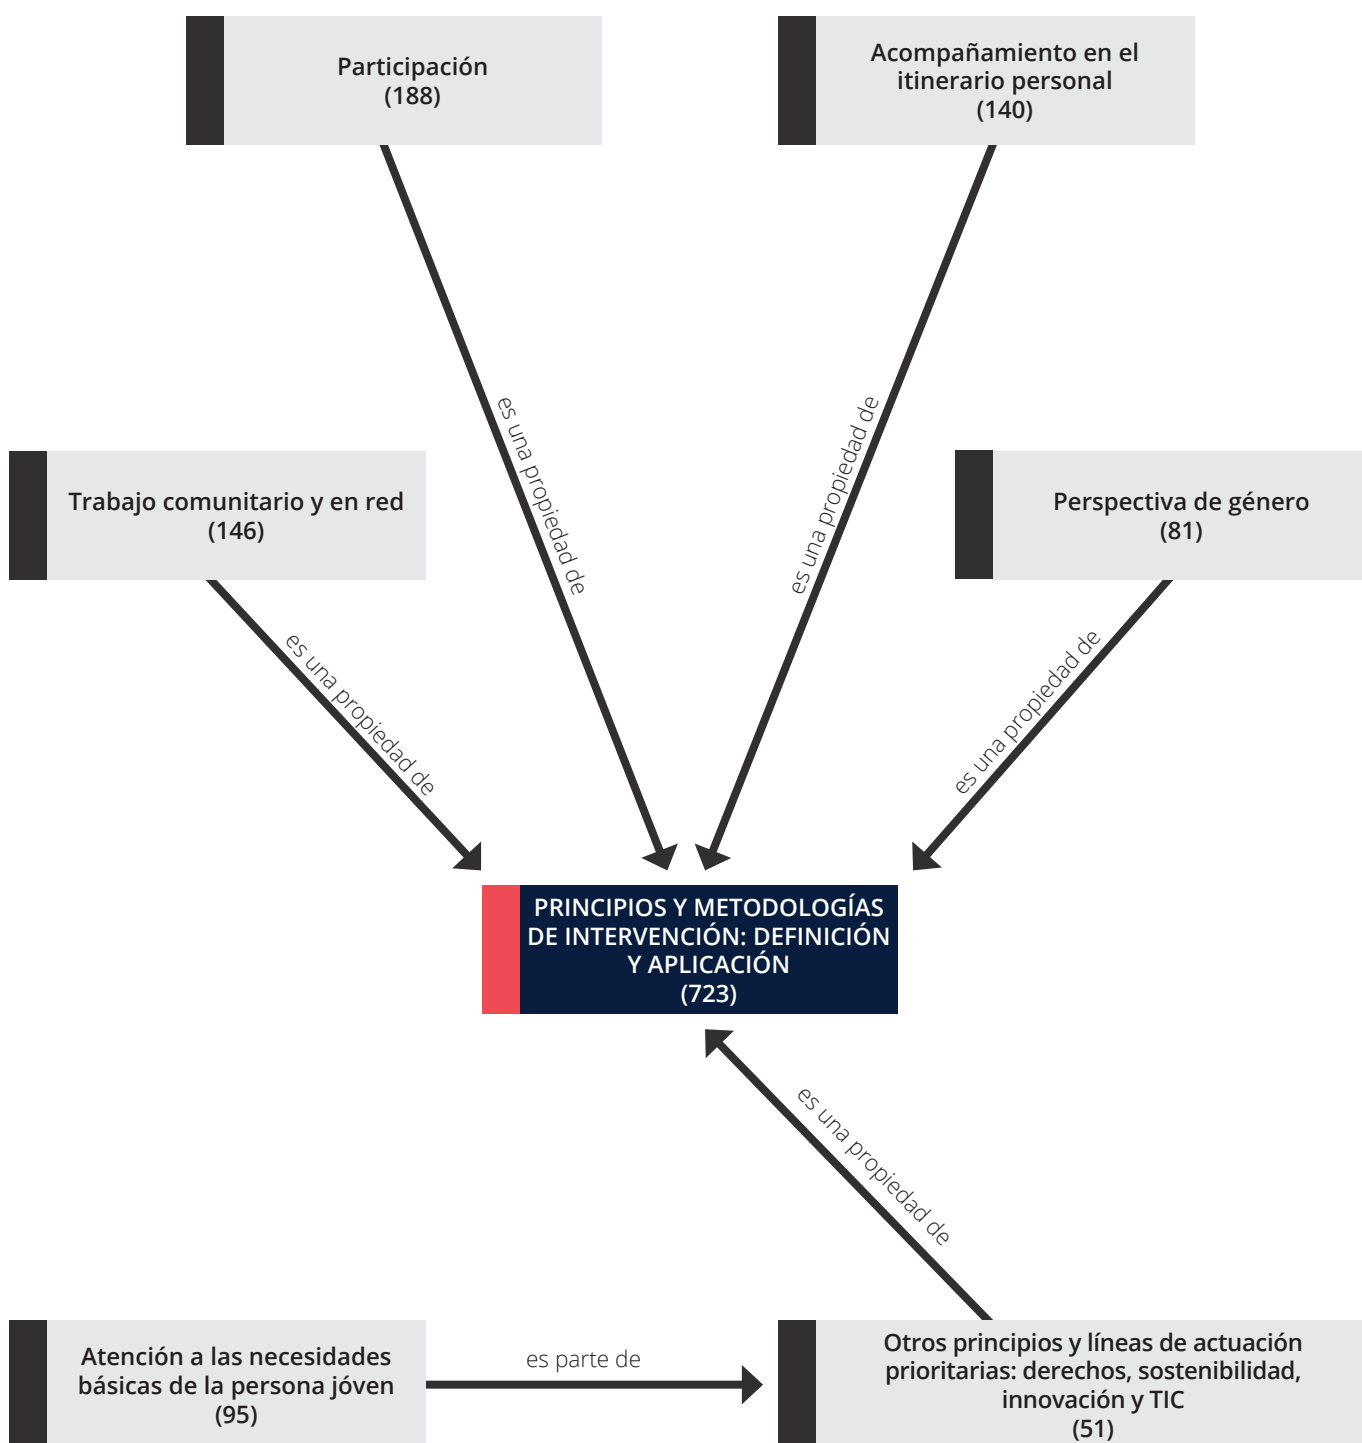 Participación
(188)
Acompañamiento en el
itinerario personal
(140)
es una propiedad de
es una propiedad de
Trabajo comunitario y en red
(146)
Perspectiva de género
(81)
es una propiedad de
es una propiedad de
PRINCIPIOS Y METODOLOGÍAS
DE INTERVENCIÓN: DEFINICIÓN
Y APLICACIÓN
(723)
es una propiedad de
Atención a las necesidades
básicas de la persona jóven
(95)
es parte de
Otros principios y líneas de actuación
prioritarias: derechos, sostenibilidad,
innovación y TIC
(51)